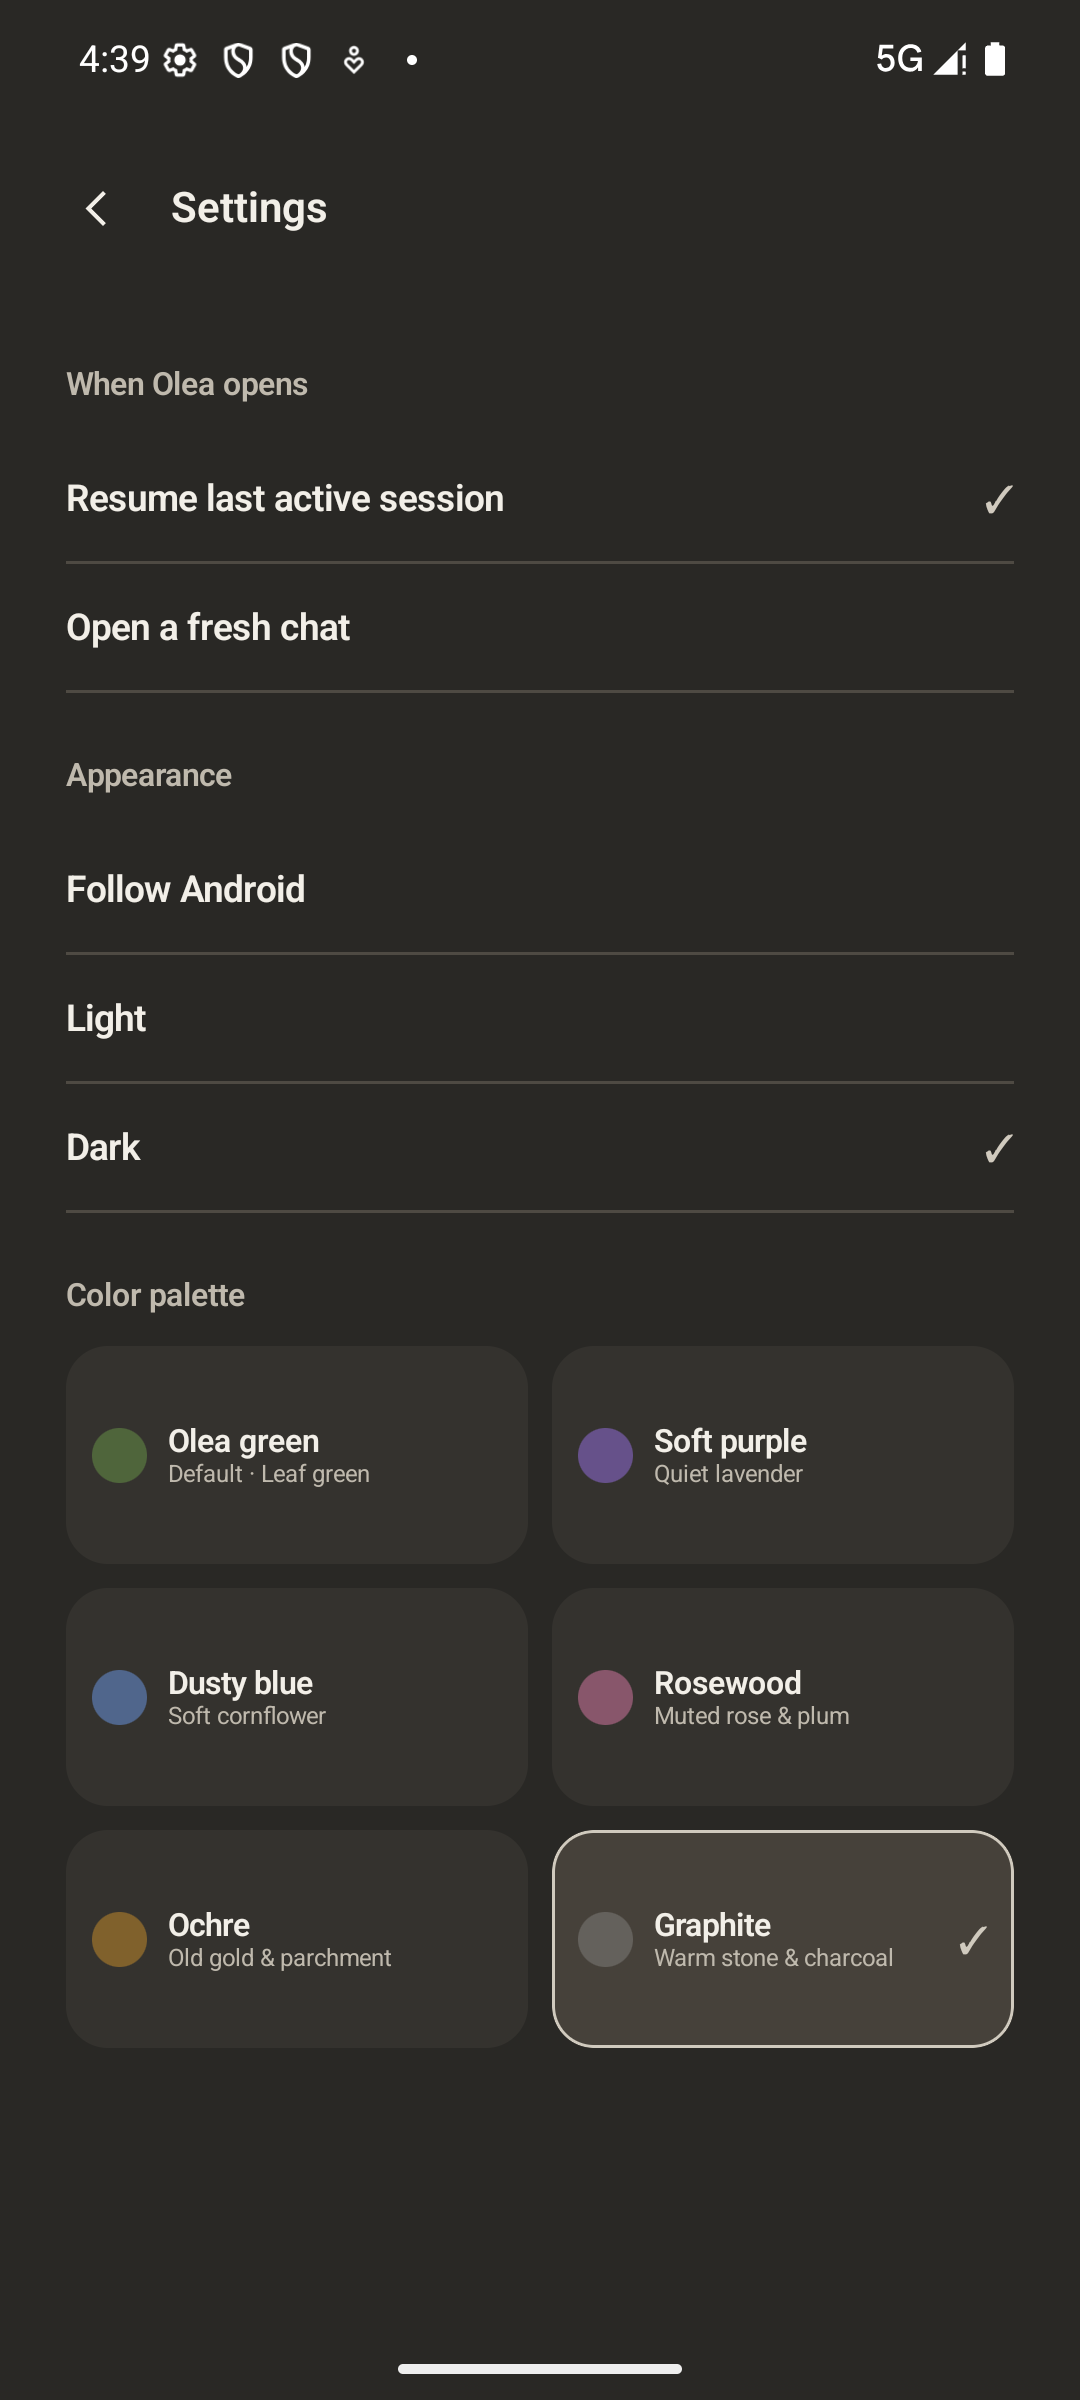 4:39
5G
Settings
When Olea opens
Resume last active session
Open a fresh chat
Appearance
Follow Android
Light
Dark
Color palette
Olea green
Default · Leaf green
Soft purple
Quiet lavender
Dusty blue
Soft cornflower
Rosewood
Muted rose & plum
Ochre
Old gold & parchment
Graphite
Warm stone & charcoal